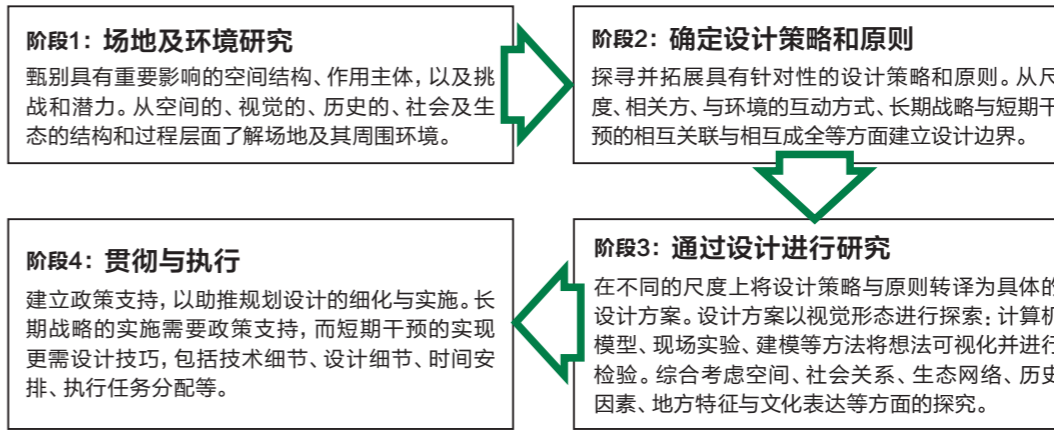 阶段1：场地及环境研究
甄别具有重要影响的空间结构、作用主体，以及挑
战和潜力。从空间的、视觉的、历史的、社会及生
态的结构和过程层面了解场地及其周围环境。
阶段2：确定设计策略和原则
探寻并拓展具有针对性的设计策略和原则。从尺
度、相关方、与环境的互动方式、长期战略与短期干
预的相互关联与相互成全等方面建立设计边界。
阶段3：通过设计进行研究
在不同的尺度上将设计策略与原则转译为具体的
设计方案。设计方案以视觉形态进行探索：计算机
模型、现场实验、建模等方法将想法可视化并进行
检验。综合考虑空间、社会关系、生态网络、历史
因素、地方特征与文化表达等方面的探究。
阶段4：贯彻与执行
建立政策支持，以助推规划设计的细化与实施。长
期战略的实施需要政策支持，而短期干预的实现
更需设计技巧，包括技术细节、设计细节、时间安
排、执行任务分配等。